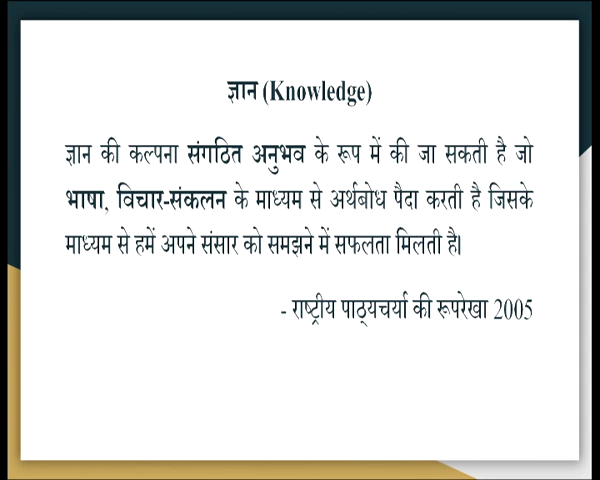 ज्ञान (Knowledge)
ज्ञान की कल्पना संगठित अनुभव के रूप में की जा सकती है जो
भाषा, विचार-संकलन के माध्यम से अर्थबोध पैदा करती है जिसके
माध्यम से हमें अपने संसार को समझने में सफलता मिलती है।
- राष्ट्रीय पाठ्यचर्या की रूपरेखा 2005